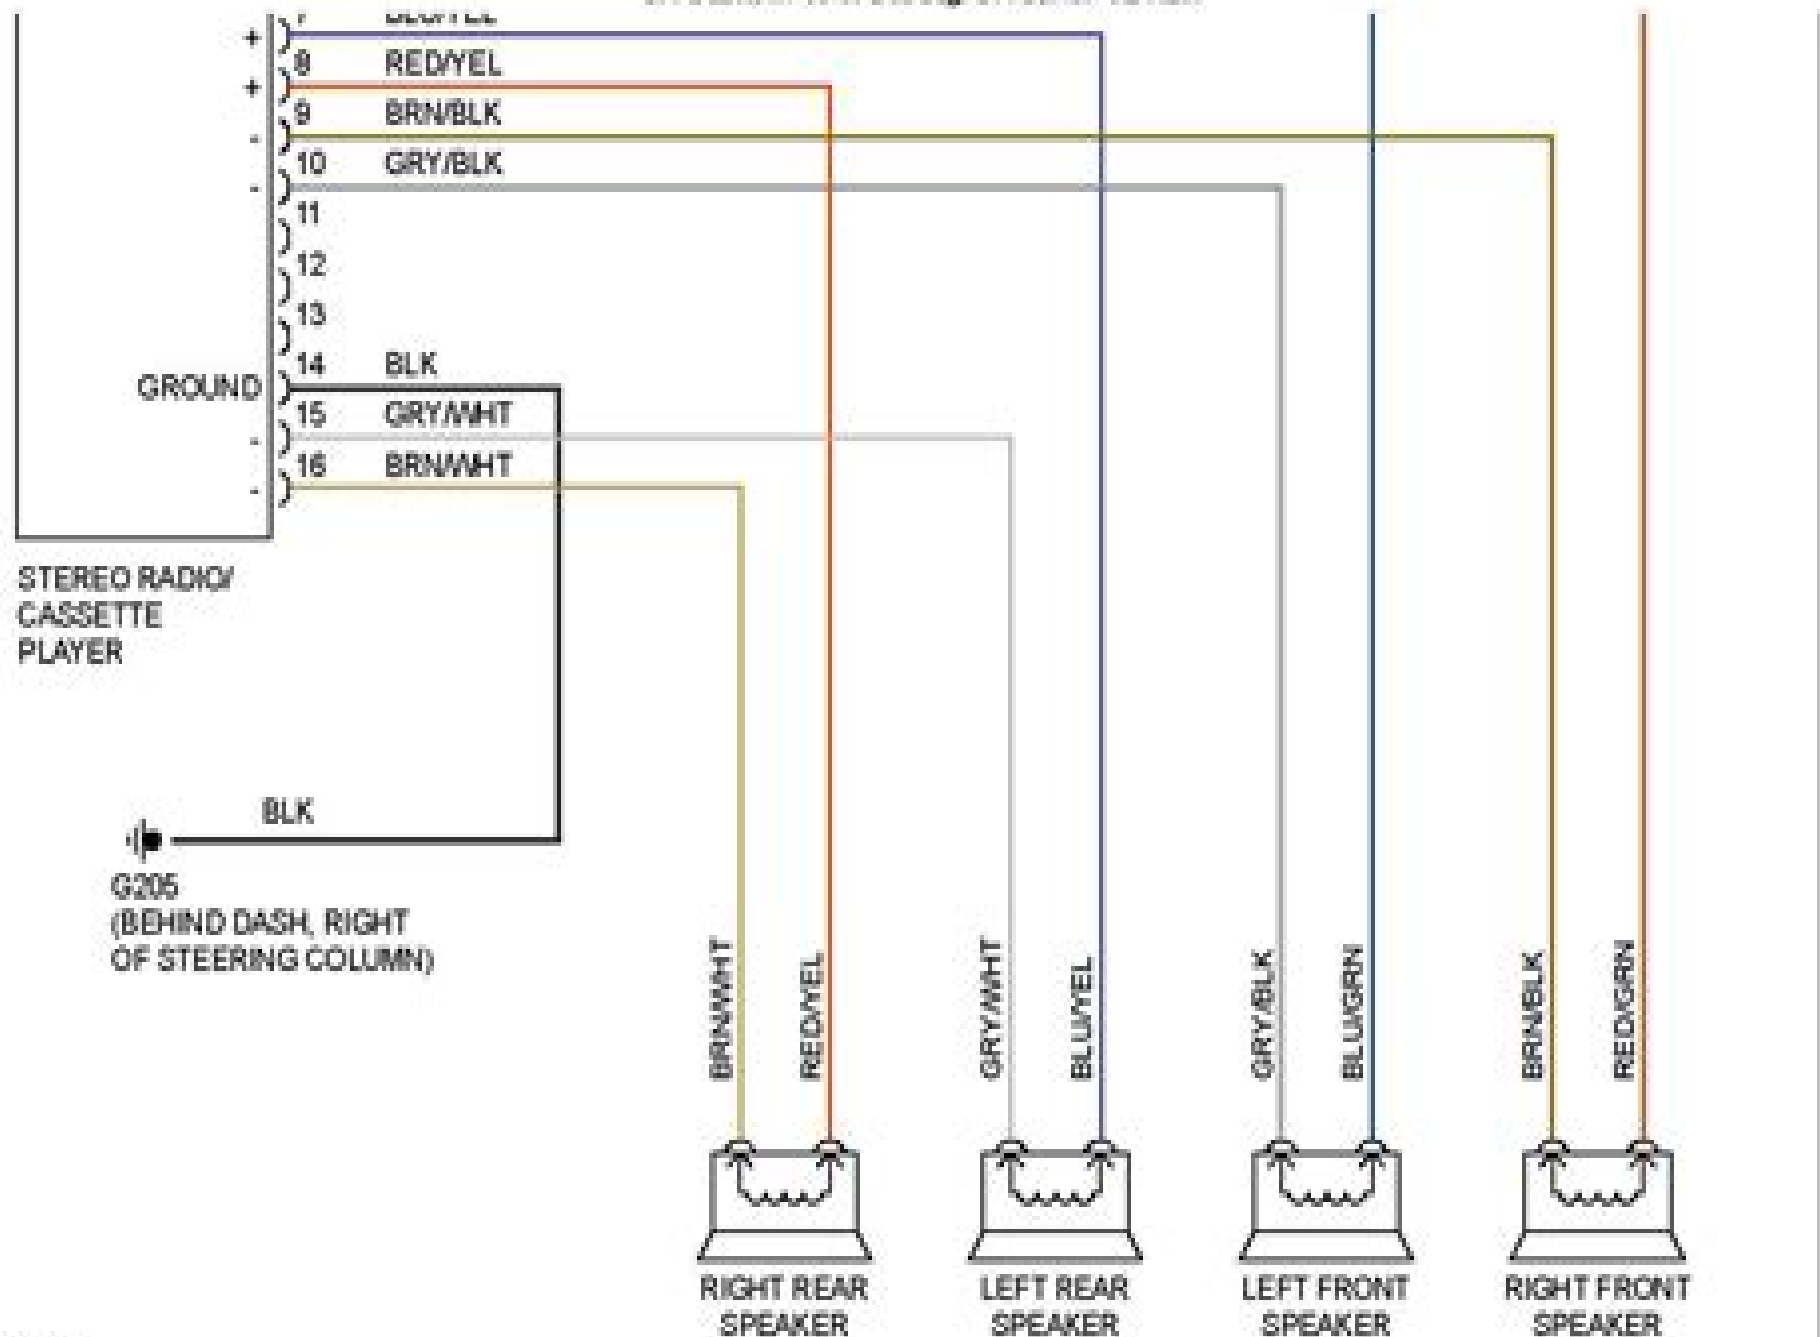 +
8 RED/YEL
+
9 BRN/BLK
-
10 GRY/BLK
-
11
12
13
14 BLK
GROUND
15 GRY/WHT
-
16 BRN/WHT
-
STEREO RADIO/
CASSETTE
PLAYER
BLK
G205
(BEHIND DASH, RIGHT
OF STEERING COLUMN)
BRN/WHT
RED/YEL
GRY/WHT
BLU/YEL
GRY/BLK
BLU/GRN
BRN/BLK
RED/GRN
RIGHT REAR
SPEAKER
LEFT REAR
SPEAKER
LEFT FRONT
SPEAKER
RIGHT FRONT
SPEAKER